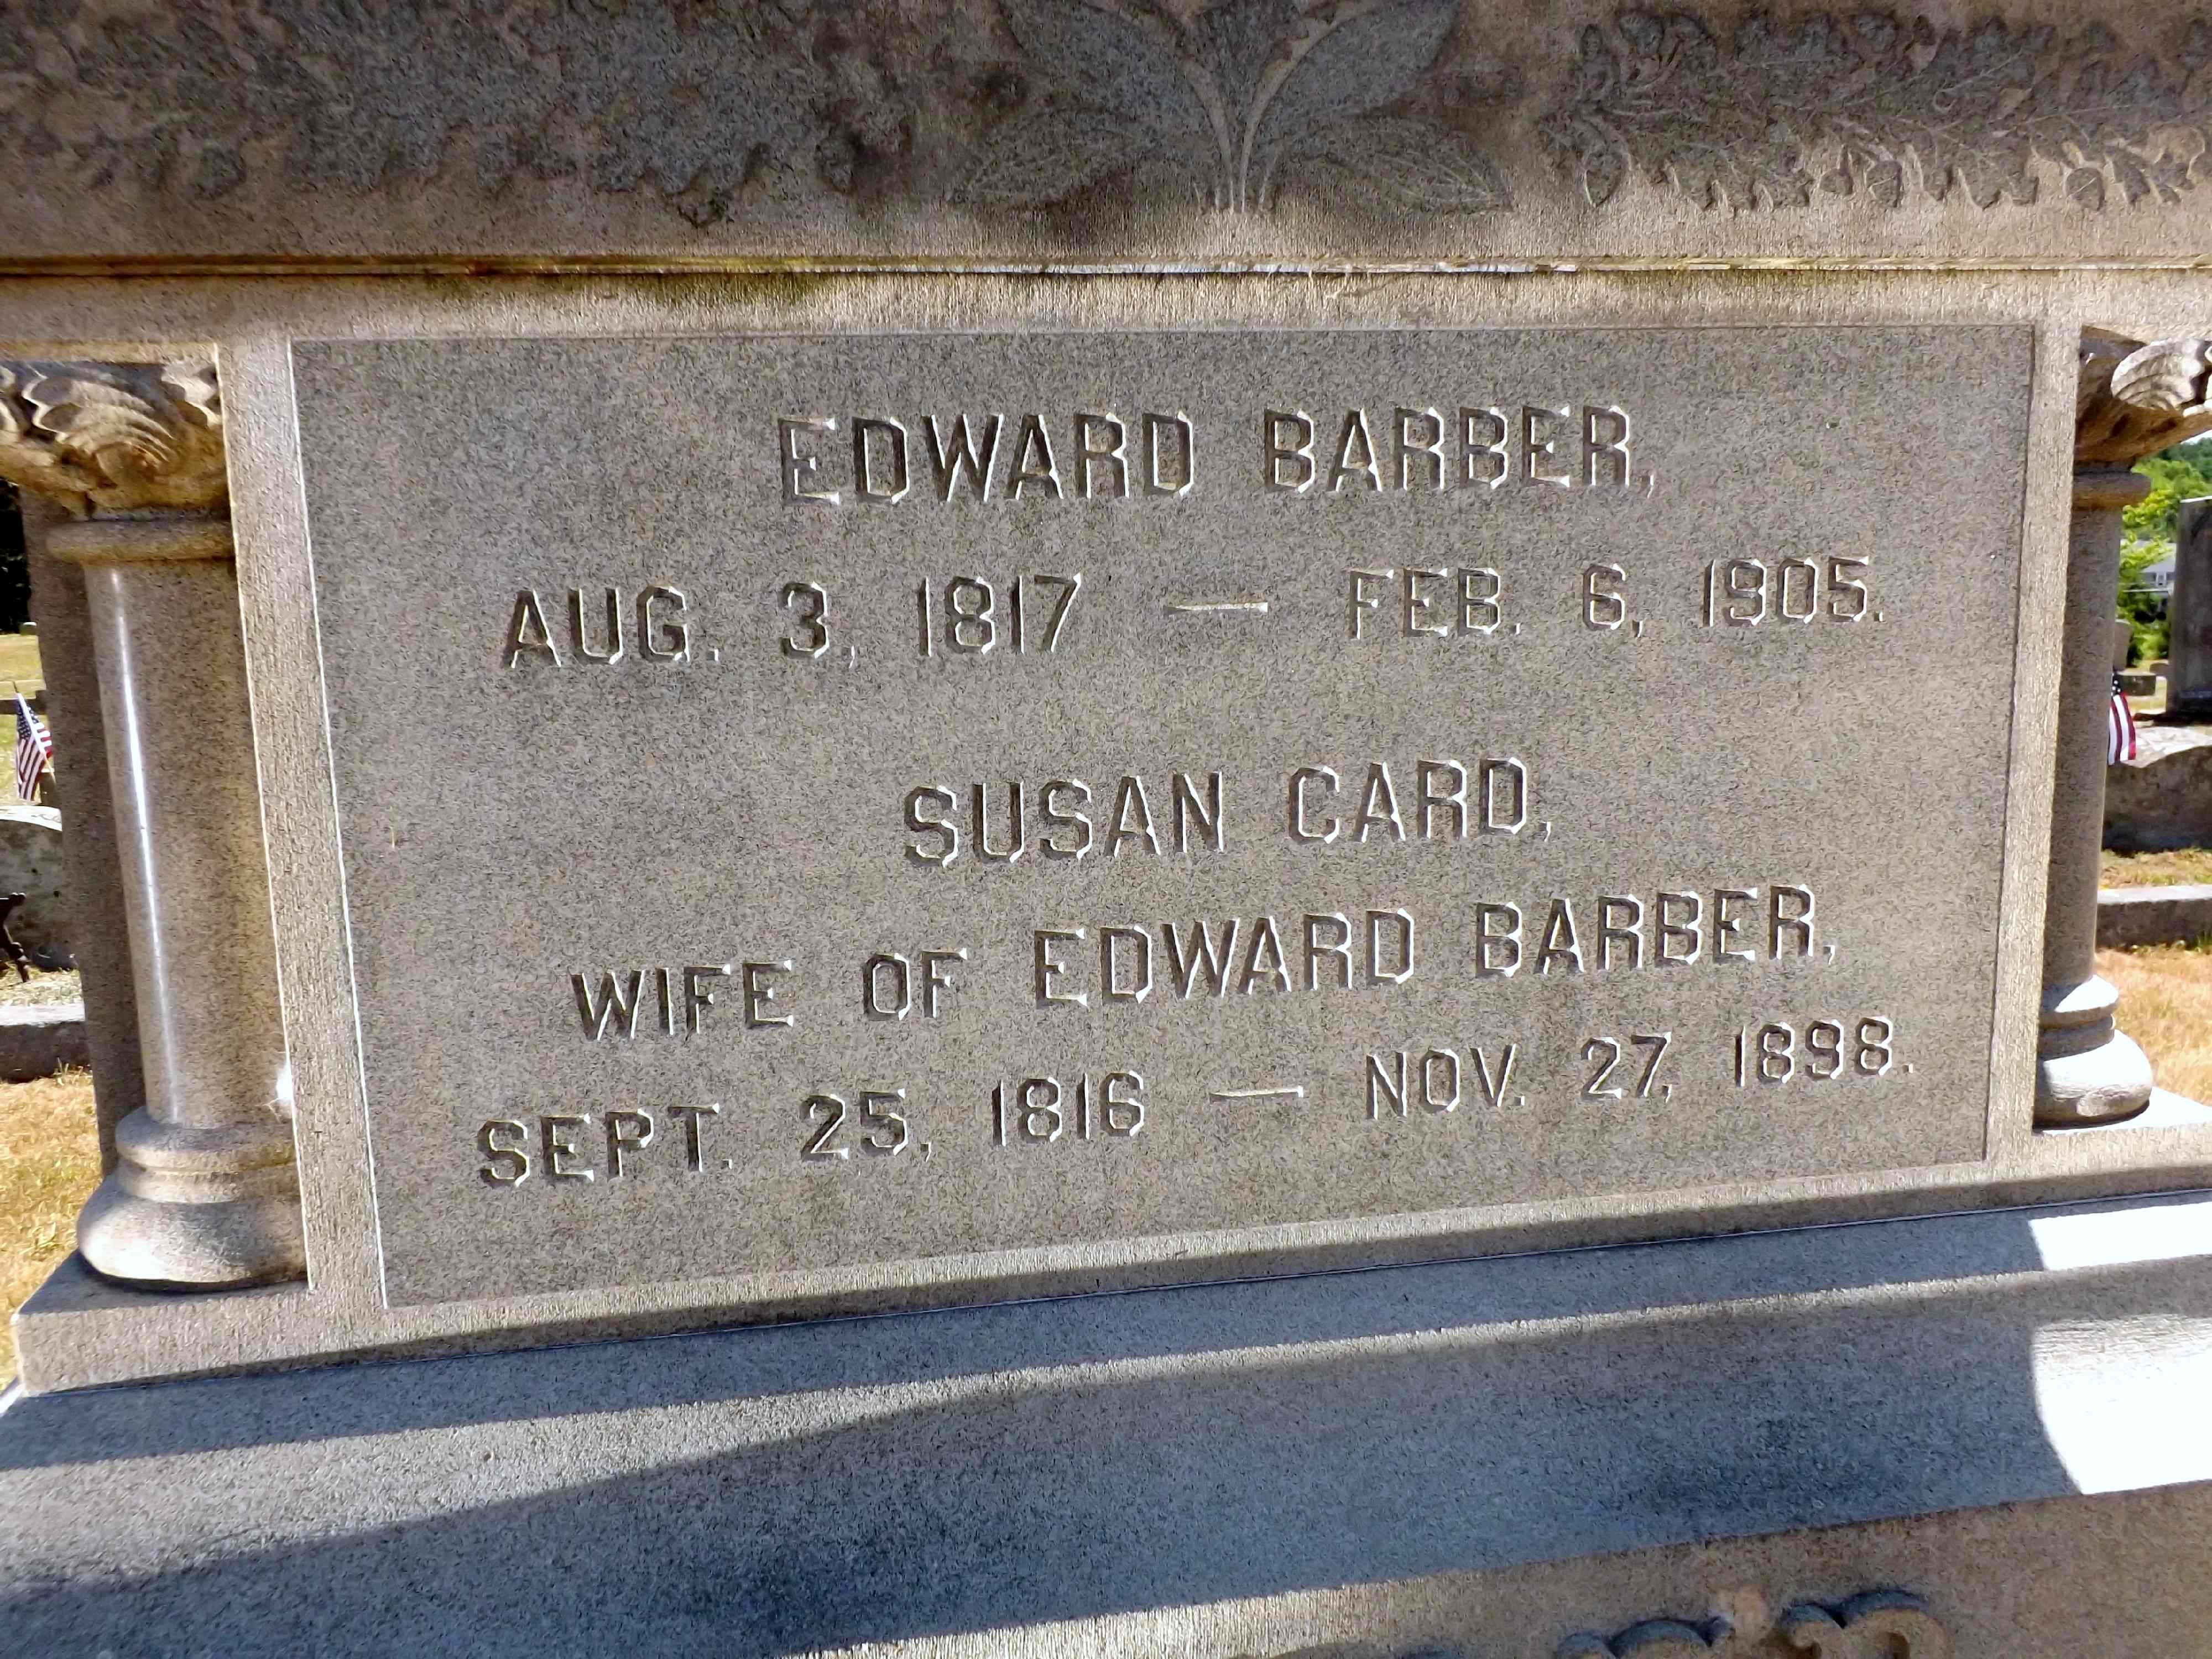 EDWARD BARBER,
AUG. 3, 1817 — FEB. 6, 1905.
SUSAN CARD,
WIFE OF EDWARD BARBER,
SEPT. 25, 1816 — NOV. 27, 1898.